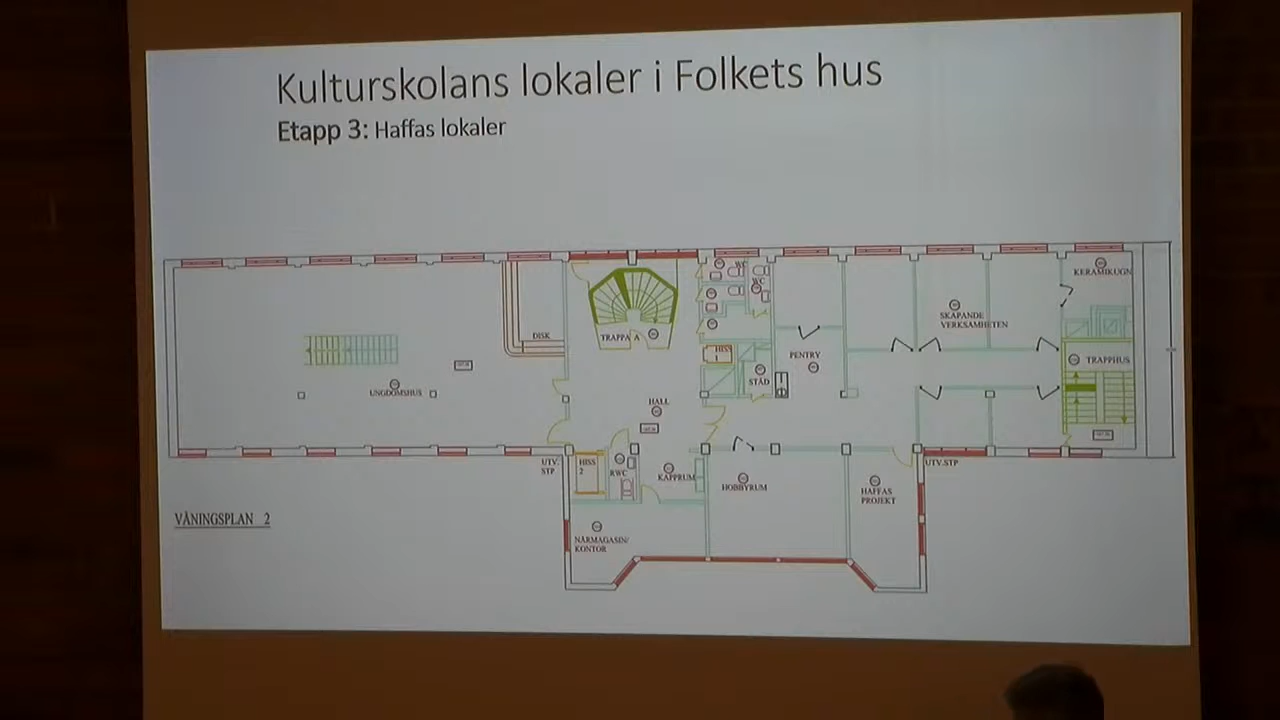 Kulturskolans lokaler i Folkets hus
Etapp 3: Haffas lokaler
WC
WC
KERAMIKUGN
SKAPANDE
VERKSAMHETEN
DISK
TRAPPA A
HISS
1
PENTRY
TRAPPHUS
STÄD
UNGDOMSHUS
HALL
UTV.
STP
HISS
2
RWC
KAPPRUM
HOBBYRUM
UTV.STP
HAFFAS
PROJEKT
VÅNINGSPLAN 2
NÄRMAGASIN/
KONTOR